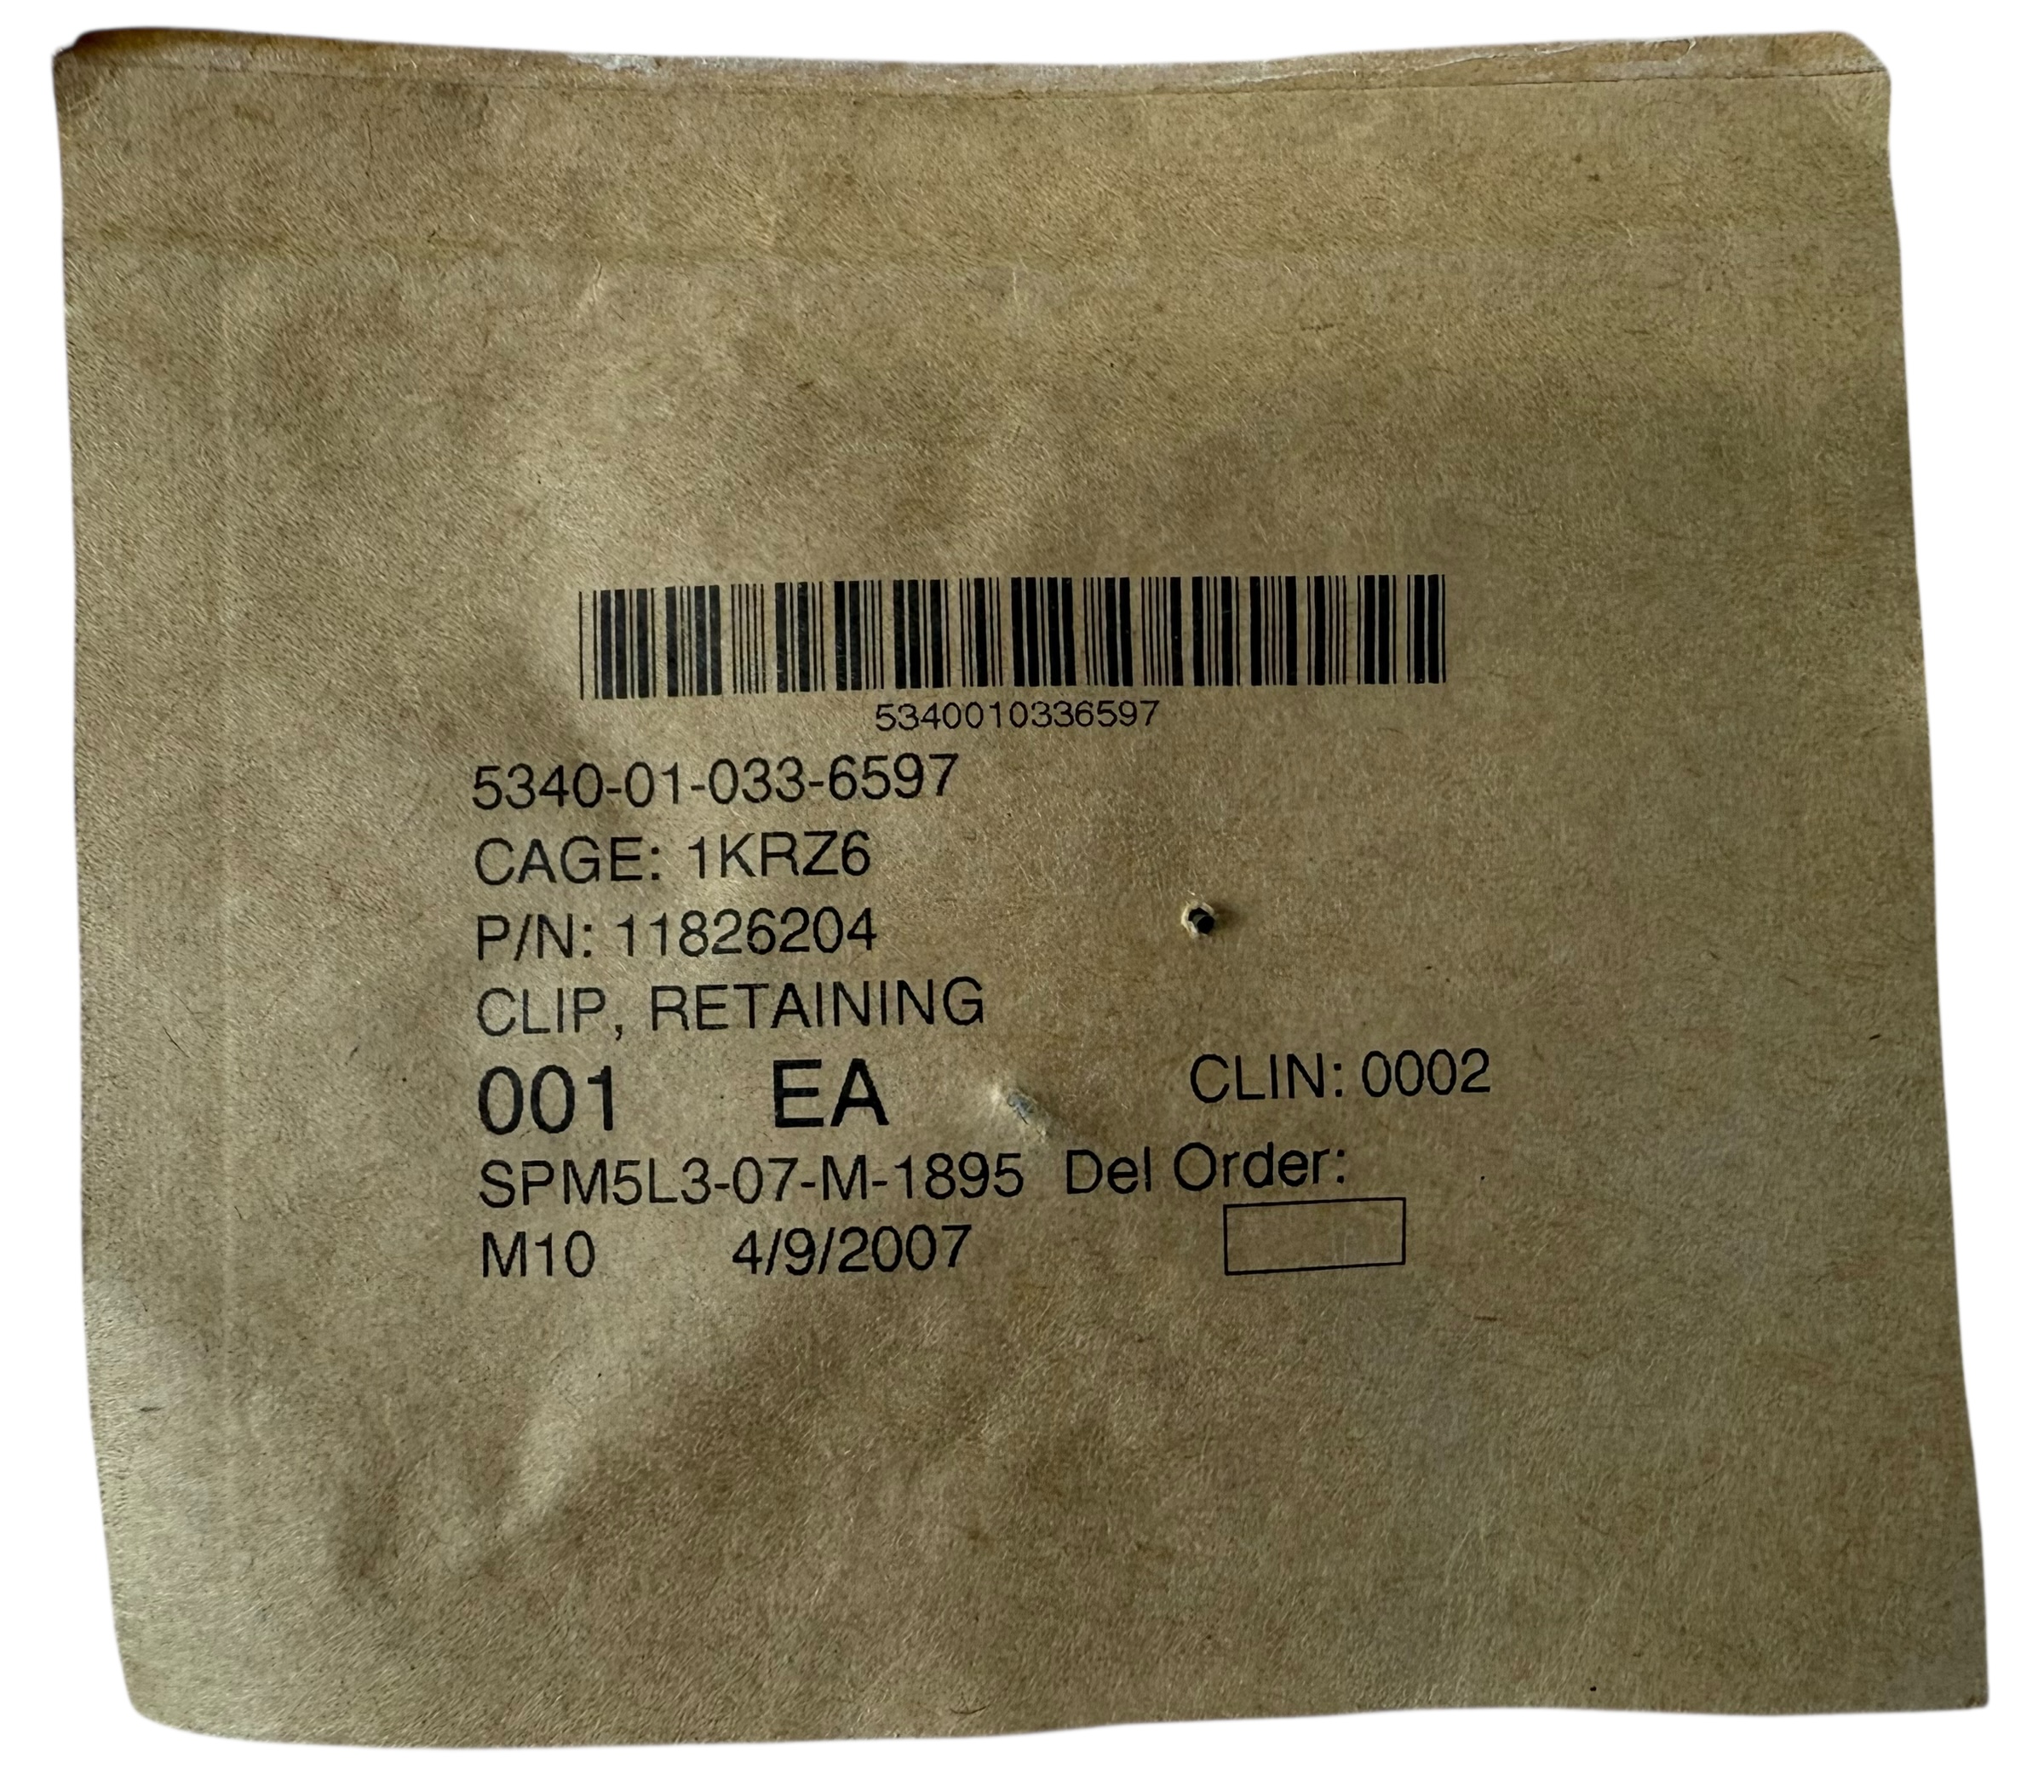 5340010336597
5340-01-033-6597
CAGE: 1KRZ6
P/N: 11826204
CLIP, RETAINING
001 EA CLIN: 0002
SPM5L3-07-M-1895 Del Order:
M10 4/9/2007